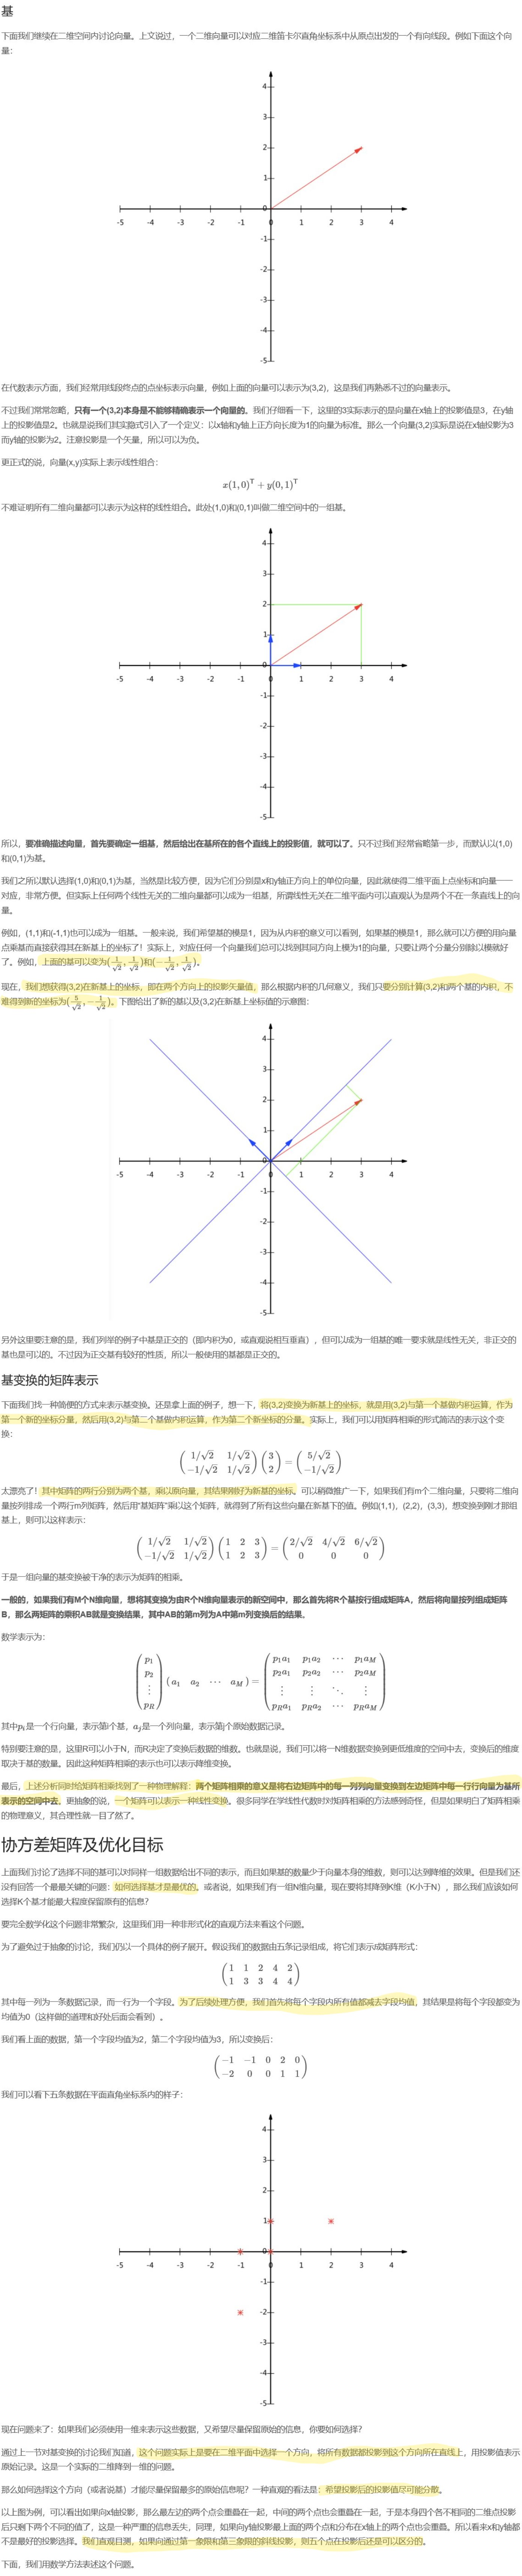 基
下面我们继续在二维空间内讨论向量。上文说过，一个二维向量可以对应二维笛卡尔直角坐标系中从原点出发的一个有向线段。例如下面这个向
量：
4
3
2
1
0
-5 -4 -3 -2 -1 0 1 2 3 4
-1
-2
-3
-4
-5
在代数表示方面，我们经常用线段终点的点坐标表示向量，例如上面的向量可以表示为(3,2)，这是我们再熟悉不过的向量表示。
不过我们常常忽略，只有一个(3,2)本身是不能够精确表示一个向量的。我们仔细看一下，这里的3实际表示的是向量在x轴上的投影值是3，在y轴
上的投影值是2。也就是说我们其实隐式引入了一个定义：以x轴和y轴上正方向长度为1的向量为标准。那么一个向量(3,2)实际是说在x轴投影为3
而y轴的投影为2。注意投影是一个矢量，所以可以为负。
更正式的说，向量(x,y)实际上表示线性组合：
x(1,0)ᵀ + y(0,1)ᵀ
不难证明所有二维向量都可以表示为这样的线性组合。此处(1,0)和(0,1)叫做二维空间中的一组基。
4
3
2
1
0
-5 -4 -3 -2 -1 0 1 2 3 4
-1
-2
-3
-4
-5
所以，要准确描述向量，首先要确定一组基，然后给出在基所在的各个直线上的投影值，就可以了。只不过我们经常省略第一步，而默认以(1,0)
和(0,1)为基。
我们之所以默认选择(1,0)和(0,1)为基，当然是比较方便，因为它们分别是x和y轴正方向上的单位向量，因此就使得二维平面上点坐标和向量一一
对应，非常方便。但实际上任何两个线性无关的二维向量都可以成为一组基，所谓线性无关在二维平面内可以直观认为是两个不在一条直线上的向
量。
例如，(1,1)和(-1,1)也可以成为一组基。一般来说，我们希望基的模是1，因为从内积的意义可以看到，如果基的模是1，那么就可以方便的用向量
点乘基而直接获得其在新基上的坐标了！实际上，对应任何一个向量我们总可以找到其同方向上模为1的向量，只要让两个分量分别除以模就好
了。例如，上面的基可以变为(1/√2, 1/√2)和(−1/√2, 1/√2)。
现在，我们想获得(3,2)在新基上的坐标，即在两个方向上的投影矢量值，那么根据内积的几何意义，我们只要分别计算(3,2)和两个基的内积，不
难得到新的坐标为(5/√2, −1/√2)。下图给出了新的基以及(3,2)在新基上坐标值的示意图：
4
3
2
1
0
-5 -4 -3 -2 -1 0 1 2 3 4
-1
-2
-3
-4
-5
另外这里要注意的是，我们列举的例子中基是正交的（即内积为0，或直观说相互垂直），但可以成为一组基的唯一要求就是线性无关，非正交的
基也是可以的。不过因为正交基有较好的性质，所以一般使用的基都是正交的。
基变换的矩阵表示
下面我们找一种简便的方式来表示基变换。还是拿上面的例子，想一下，将(3,2)变换为新基上的坐标，就是用(3,2)与第一个基做内积运算，作为
第一个新的坐标分量，然后用(3,2)与第二个基做内积运算，作为第二个新坐标的分量。实际上，我们可以用矩阵相乘的形式简洁的表示这个变
换：
( 1/√2 1/√2 ) ( 3 ) = ( 5/√2 )
( −1/√2 1/√2 ) ( 2 ) ( −1/√2 )
太漂亮了！其中矩阵的两行分别为两个基，乘以原向量，其结果刚好为新基的坐标。可以稍微推广一下，如果我们有m个二维向量，只要将二维向
量按列排成一个两行m列矩阵，然后用“基矩阵”乘以这个矩阵，就得到了所有这些向量在新基下的值。例如(1,1)，(2,2)，(3,3)，想变换到刚才那组
基上，则可以这样表示：
( 1/√2 1/√2 ) ( 1 2 3 ) = ( 2/√2 4/√2 6/√2 )
( −1/√2 1/√2 ) ( 1 2 3 ) ( 0 0 0 )
于是一组向量的基变换被干净的表示为矩阵的相乘。
一般的，如果我们有M个N维向量，想将其变换为由R个N维向量表示的新空间中，那么首先将R个基按行组成矩阵A，然后将向量按列组成矩阵
B，那么两矩阵的乘积AB就是变换结果，其中AB的第m列为A中第m列变换后的结果。
数学表示为：
( p₁ ) ( p₁a₁ p₁a₂ ⋯ p₁a_M )
( p₂ ) ( a₁ a₂ ⋯ a_M ) = ( p₂a₁ p₂a₂ ⋯ p₂a_M )
( ⋮ ) ( ⋮ ⋮ ⋱ ⋮ )
( p_R ) ( p_Ra₁ p_Ra₂ ⋯ p_Ra_M )
其中pᵢ是一个行向量，表示第i个基，aⱼ是一个列向量，表示第j个原始数据记录。
特别要注意的是，这里R可以小于N，而R决定了变换后数据的维数。也就是说，我们可以将一N维数据变换到更低维度的空间中去，变换后的维度
取决于基的数量。因此这种矩阵相乘的表示也可以表示降维变换。
最后，上述分析同时给矩阵相乘找到了一种物理解释：两个矩阵相乘的意义是将右边矩阵中的每一列列向量变换到左边矩阵中每一行行向量为基所
表示的空间中去。更抽象的说，一个矩阵可以表示一种线性变换。很多同学在学线性代数时对矩阵相乘的方法感到奇怪，但是如果明白了矩阵相乘
的物理意义，其合理性就一目了然了。
协方差矩阵及优化目标
上面我们讨论了选择不同的基可以对同样一组数据给出不同的表示，而且如果基的数量少于向量本身的维数，则可以达到降维的效果。但是我们还
没有回答一个最最关键的问题：如何选择基才是最优的。或者说，如果我们有一组N维向量，现在要将其降到K维（K小于N），那么我们应该如何
选择K个基才能最大程度保留原有的信息？
要完全数学化这个问题非常繁杂，这里我们用一种非形式化的直观方法来看这个问题。
为了避免过于抽象的讨论，我们仍以一个具体的例子展开。假设我们的数据由五条记录组成，将它们表示成矩阵形式：
( 1 1 2 4 2 )
( 1 3 3 4 4 )
其中每一列为一条数据记录，而一行为一个字段。为了后续处理方便，我们首先将每个字段内所有值都减去字段均值，其结果是将每个字段都变为
均值为0（这样做的道理和好处后面会看到）。
我们看上面的数据，第一个字段均值为2，第二个字段均值为3，所以变换后：
( −1 −1 0 2 0 )
( −2 0 0 1 1 )
我们可以看下五条数据在平面直角坐标系内的样子：
4
3
2
1
0
-5 -4 -3 -2 -1 0 1 2 3 4
-1
-2
-3
-4
-5
现在问题来了：如果我们必须使用一维来表示这些数据，又希望尽量保留原始的信息，你要如何选择？
通过上一节对基变换的讨论我们知道，这个问题实际上是要在二维平面中选择一个方向，将所有数据都投影到这个方向所在直线上，用投影值表示
原始记录。这是一个实际的二维降到一维的问题。
那么如何选择这个方向（或者说基）才能尽量保留最多的原始信息呢？一种直观的看法是：希望投影后的投影值尽可能分散。
以上图为例，可以看出如果向x轴投影，那么最左边的两个点会重叠在一起，中间的两个点也会重叠在一起，于是本身四个各不相同的二维点投影
后只剩下两个不同的值了，这是一种严重的信息丢失，同理，如果向y轴投影最上面的两个点和分布在x轴上的两个点也会重叠。所以看来x和y轴都
不是最好的投影选择。我们直观目测，如果向通过第一象限和第三象限的斜线投影，则五个点在投影后还是可以区分的。
下面，我们用数学方法表述这个问题。